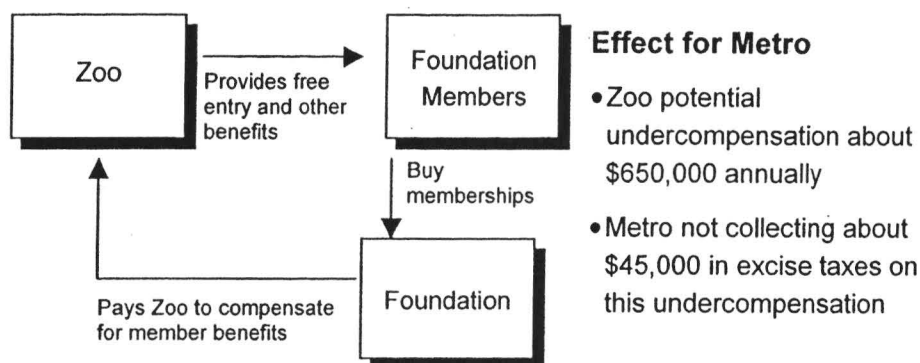 Zoo
Provides free
entry and other
benefits
Foundation
Members
Buy
memberships
Foundation
Pays Zoo to compensate
for member benefits
Effect for Metro
•Zoo potential
undercompensation about
$650,000 annually
•Metro not collecting about
$45,000 in excise taxes on
this undercompensation